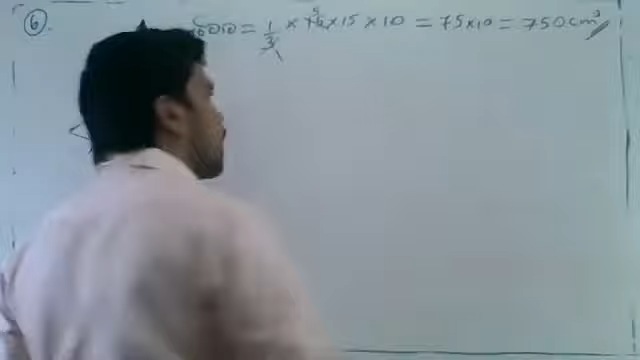 6. = 1/3 × 15 × 15 × 10 = 75 × 10 = 750 cm³